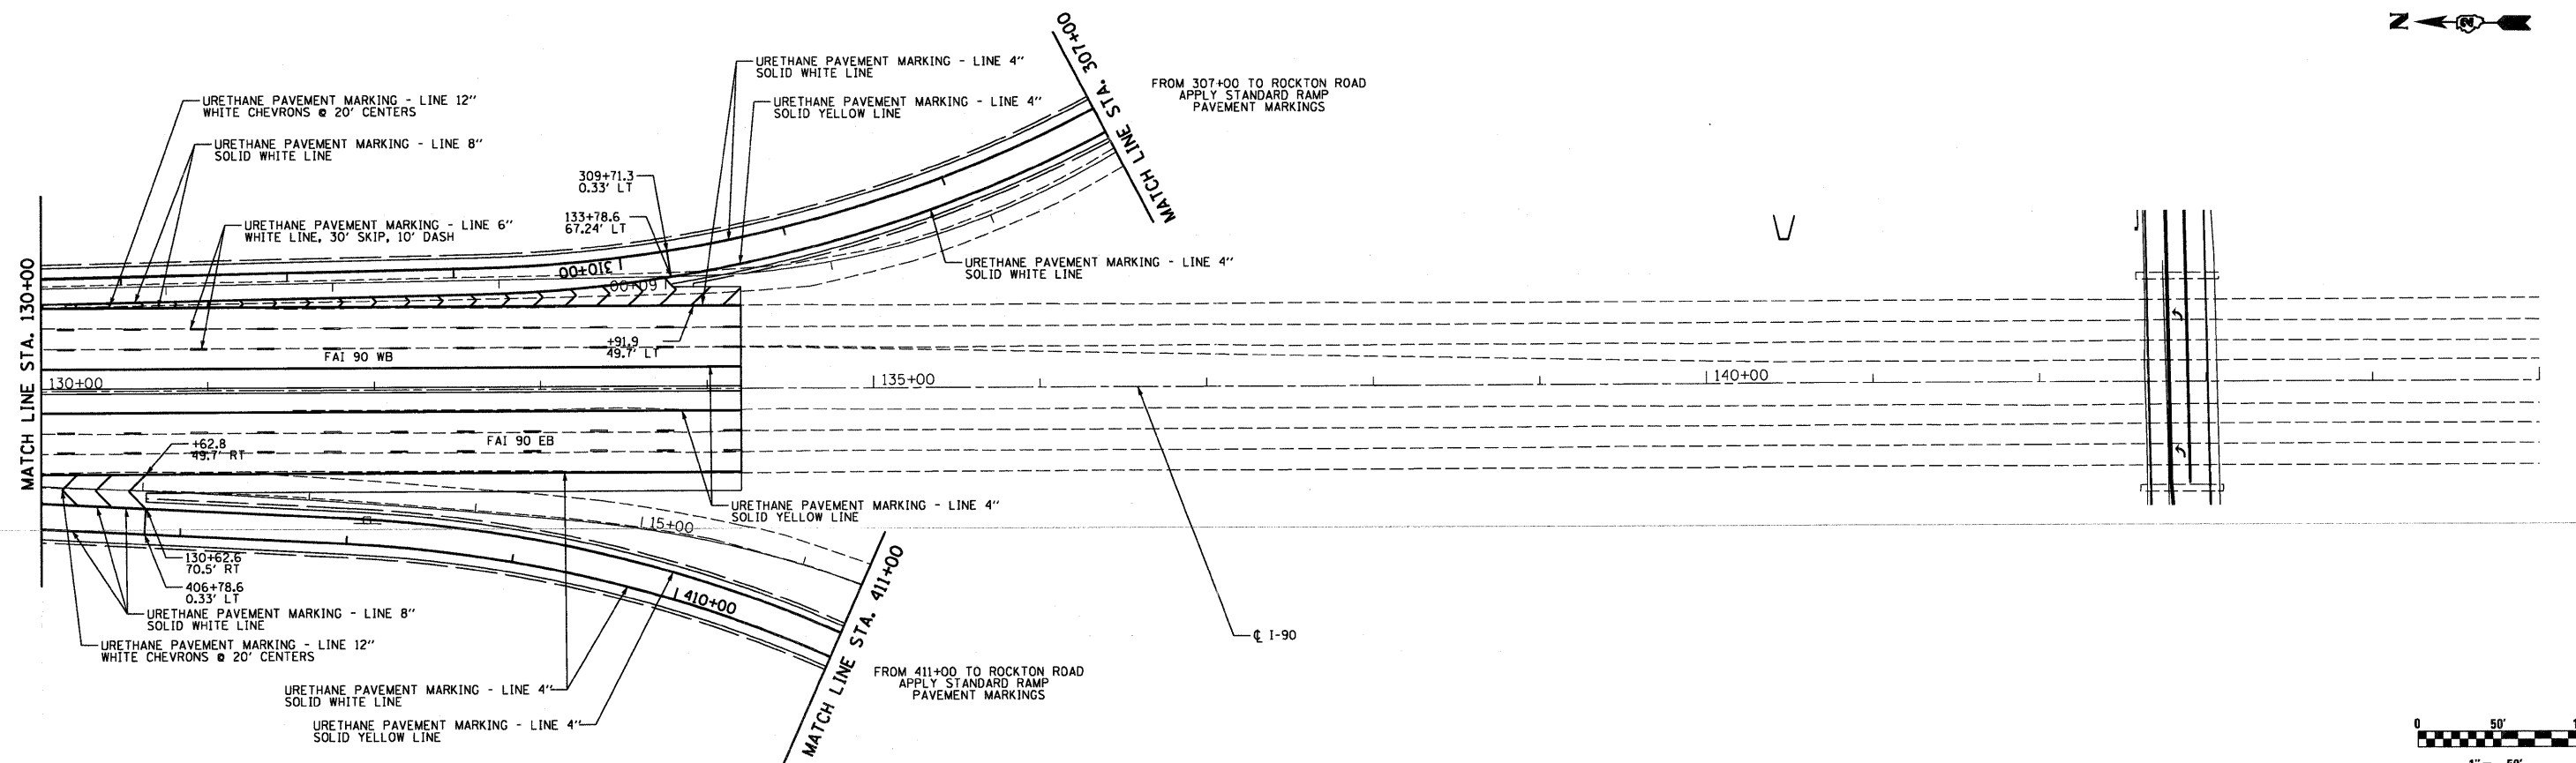 N
MATCH LINE STA. 307+00
URETHANE PAVEMENT MARKING - LINE 4"
SOLID WHITE LINE
FROM 307+00 TO ROCKTON ROAD
APPLY STANDARD RAMP
PAVEMENT MARKINGS
URETHANE PAVEMENT MARKING - LINE 12"
WHITE CHEVRONS @ 20' CENTERS
URETHANE PAVEMENT MARKING - LINE 4"
SOLID YELLOW LINE
URETHANE PAVEMENT MARKING - LINE 8"
SOLID WHITE LINE
309+71.3
0.33' LT
133+78.6
67.24' LT
URETHANE PAVEMENT MARKING - LINE 6"
WHITE LINE, 30' SKIP, 10' DASH
URETHANE PAVEMENT MARKING - LINE 4"
SOLID WHITE LINE
310+00
MATCH LINE STA. 130+00
+91.9
49.7' LT
FAI 90 WB
130+00
135+00
140+00
FAI 90 EB
+62.8
49.7' RT
URETHANE PAVEMENT MARKING - LINE 4"
SOLID YELLOW LINE
15+00
130+62.6
70.5' RT
406+78.6
0.33' LT
410+00
MATCH LINE STA. 411+00
URETHANE PAVEMENT MARKING - LINE 8"
SOLID WHITE LINE
℄ I-90
URETHANE PAVEMENT MARKING - LINE 12"
WHITE CHEVRONS @ 20' CENTERS
FROM 411+00 TO ROCKTON ROAD
APPLY STANDARD RAMP
PAVEMENT MARKINGS
URETHANE PAVEMENT MARKING - LINE 4"
SOLID WHITE LINE
URETHANE PAVEMENT MARKING - LINE 4"
SOLID YELLOW LINE
0 50'